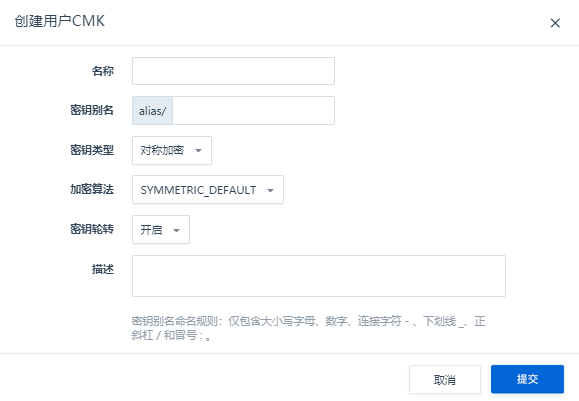 创建用户CMK
名称
密钥别名 alias/
密钥类型 对称加密
加密算法 SYMMETRIC_DEFAULT
密钥轮转 开启
描述
密钥别名命名规则：仅包含大小写字母、数字、连接字符 - 、下划线 _、正
斜杠 / 和冒号 : 。
取消 提交